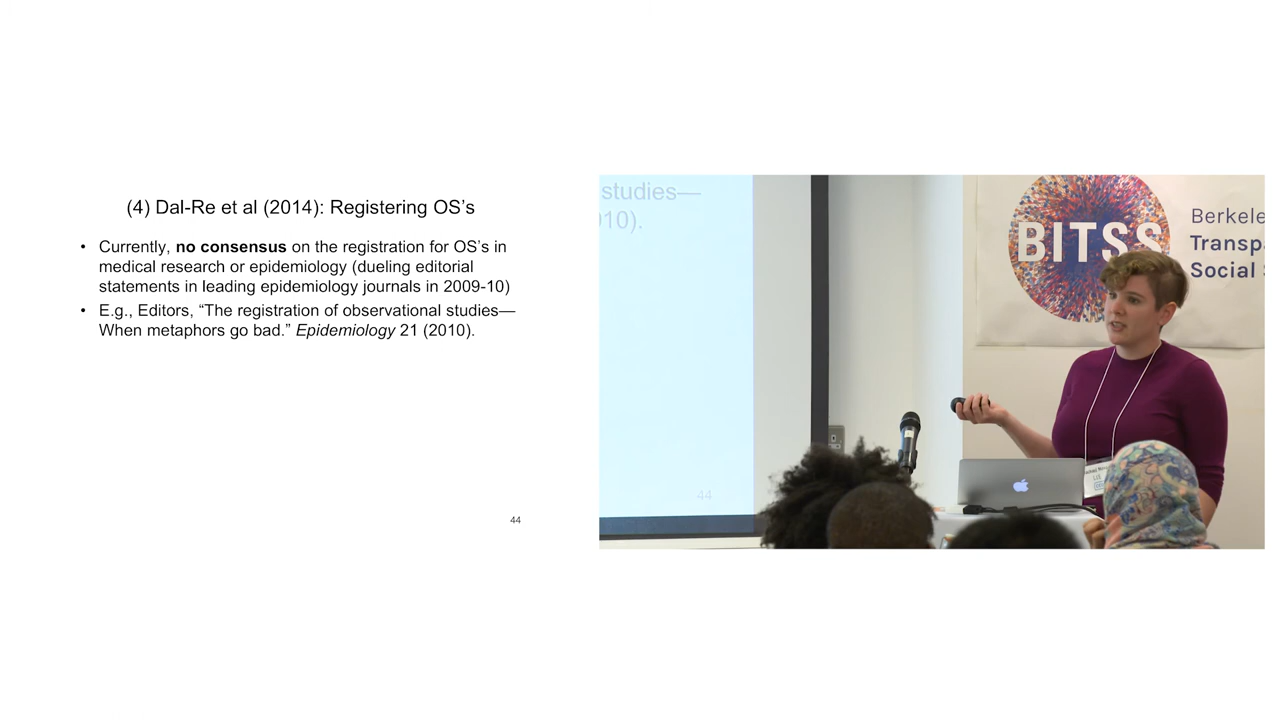 (4) Dal-Re et al (2014): Registering OS’s
• Currently, no consensus on the registration for OS’s in
medical research or epidemiology (dueling editorial
statements in leading epidemiology journals in 2009-10)
• E.g., Editors, “The registration of observational studies—
When metaphors go bad.” Epidemiology 21 (2010).
44
studies—
10).
44
BITSS
Berkele
Transp
Social